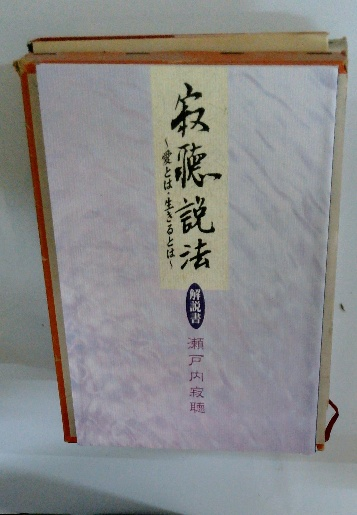 寂聴説法
～愛とは・生きるとは～
解説書
瀬戸内寂聴